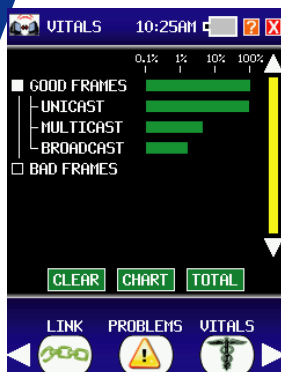 VITALS 10:25AM ? X
0.1% 1% 10% 100%
GOOD FRAMES
UNICAST
MULTICAST
BROADCAST
BAD FRAMES
CLEAR CHART TOTAL
LINK PROBLEMS VITALS
!